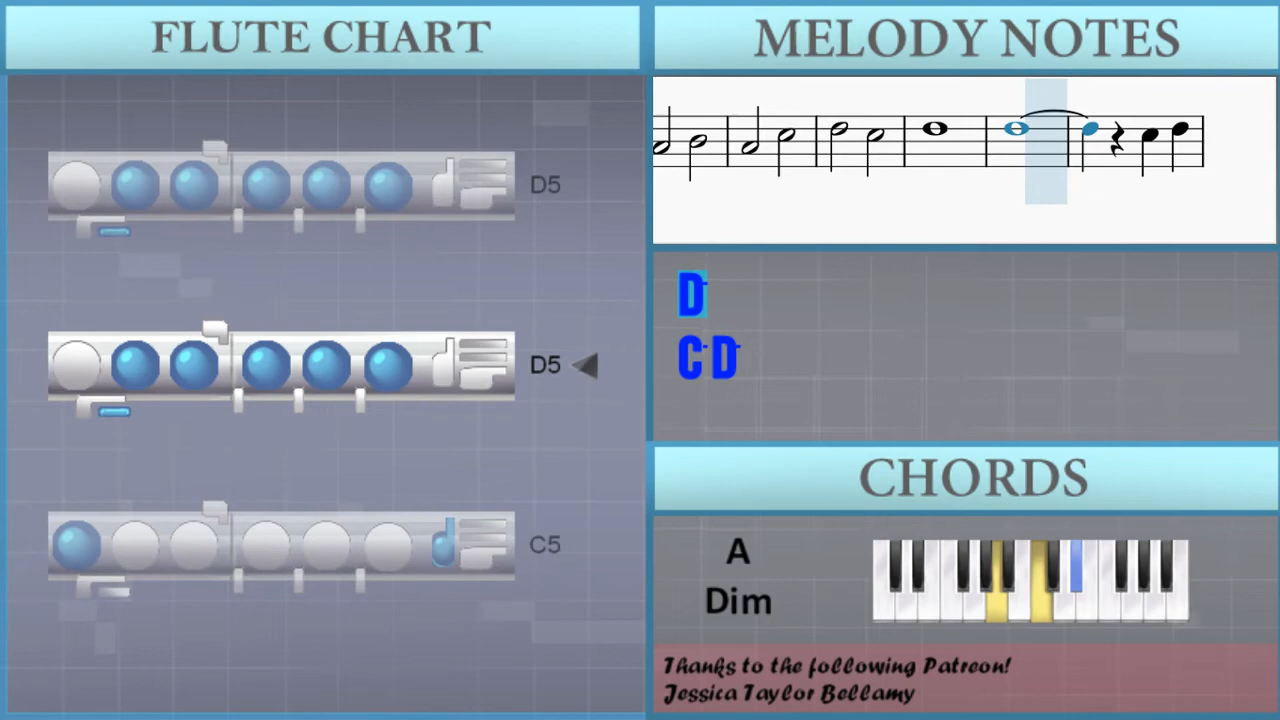 FLUTE CHART
D5
D5
C5
MELODY NOTES
D
C D
CHORDS
A
Dim
Thanks to the following Patreon!
Jessica Taylor Bellamy